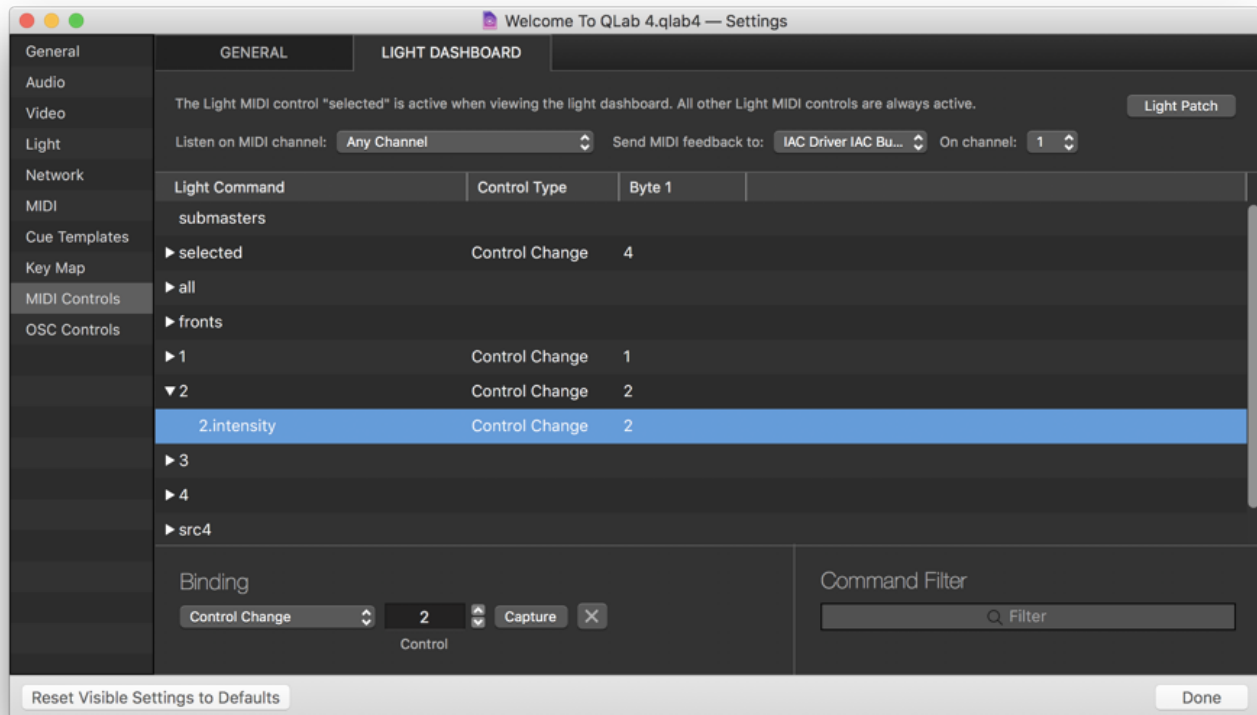 Welcome To QLab 4.qlab4 — Settings
General
Audio
Video
Light
Network
MIDI
Cue Templates
Key Map
MIDI Controls
OSC Controls
GENERAL LIGHT DASHBOARD
The Light MIDI control "selected" is active when viewing the light dashboard. All other Light MIDI controls are always active.
Light Patch
Listen on MIDI channel: Any Channel Send MIDI feedback to: IAC Driver IAC Bu... On channel: 1
Light Command Control Type Byte 1
submasters
selected Control Change 4
all
fronts
1 Control Change 1
2 Control Change 2
2.intensity Control Change 2
3
4
src4
Binding
Control Change 2 Capture
Control
Command Filter
Filter
Reset Visible Settings to Defaults Done